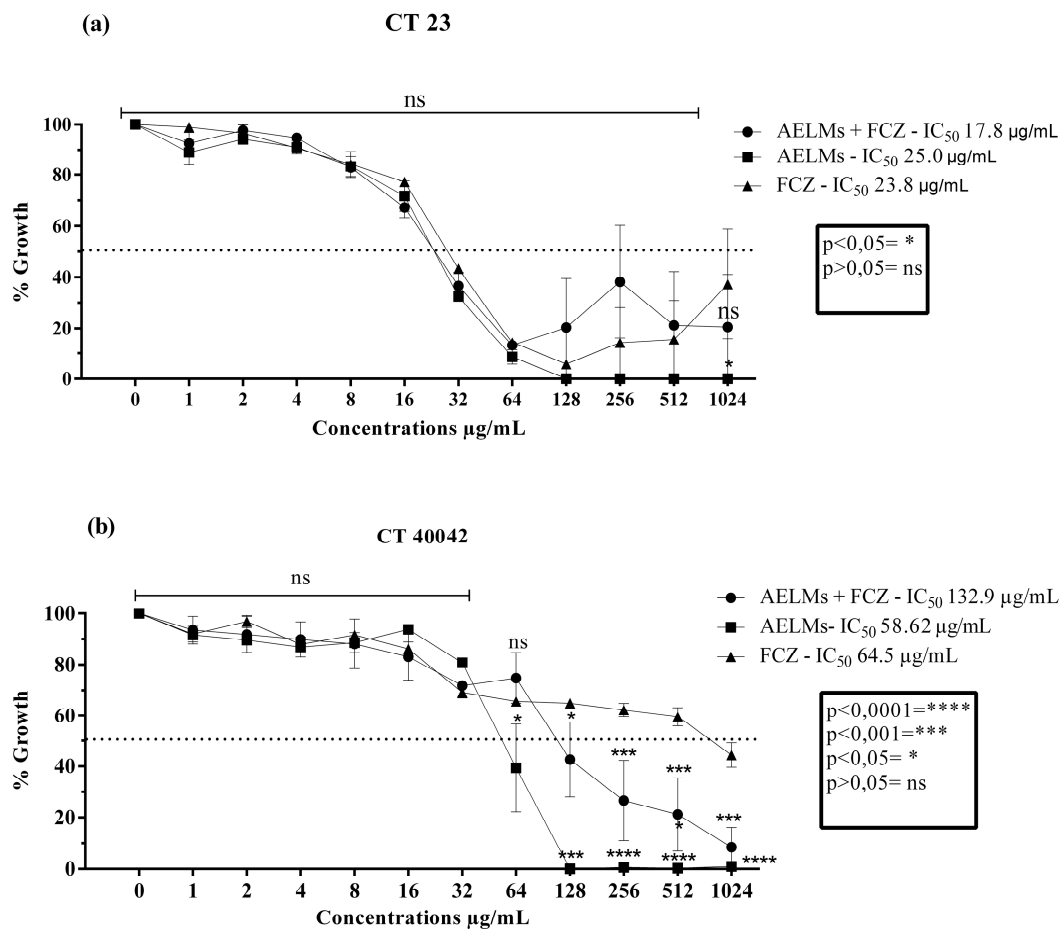 (a)
CT 23
ns
AELMs + FCZ - IC50 17.8 µg/mL
AELMs - IC50 25.0 µg/mL
FCZ - IC50 23.8 µg/mL
p<0,05= *
p>0,05= ns
% Growth
100
80
60
40
20
0
ns
*
0 1 2 4 8 16 32 64 128 256 512 1024
Concentrations µg/mL
(b)
CT 40042
ns
AELMs + FCZ - IC50 132.9 µg/mL
AELMs- IC50 58.62 µg/mL
FCZ - IC50 64.5 µg/mL
p<0,0001=****
p<0,001=***
p<0,05= *
p>0,05= ns
% Growth
100
80
60
40
20
0
ns
* *
*** ***
***
*
*** **** **** ****
0 1 2 4 8 16 32 64 128 256 512 1024
Concentrations µg/mL